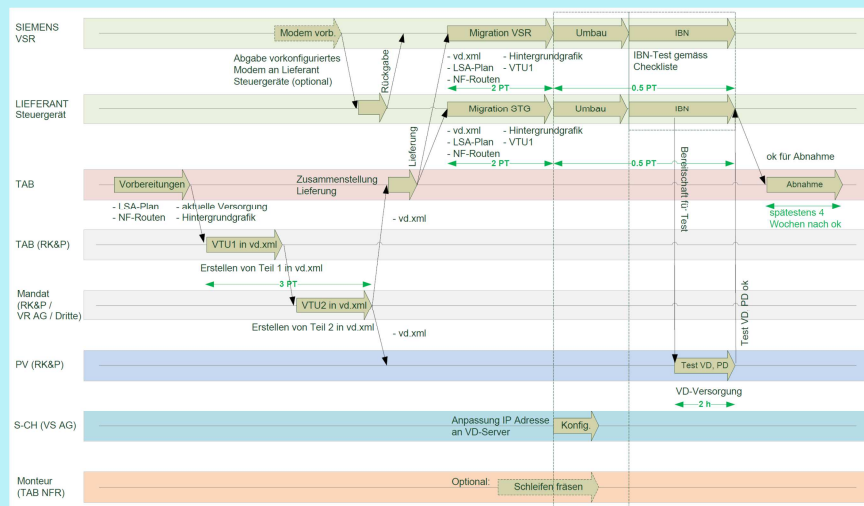 SIEMENS
VSR
Modem vorb.
Migration VSR
Umbau
IBN
Abgabe vorkonfiguriertes
Modem an Lieferant
Steuergeräte (optional)
Rückgabe
- vd.xml - Hintergrundgrafik
- LSA-Plan - VTU1
- NF-Routen
IBN-Test gemäss
Checkliste
2 PT
0.5 PT
LIEFERANT
Steuergerät
Migration STG
Umbau
IBN
Lieferung
- vd.xml - Hintergrundgrafik
- LSA-Plan - VTU1
- NF-Routen
2 PT
0.5 PT
Bereitschaft für Test
ok für Abnahme
TAB
Vorbereitungen
Zusammenstellung
Lieferung
Abnahme
- LSA-Plan - aktuelle Versorgung
- NF-Routen - Hintergrundgrafik
- vd.xml
spätestens 4
Wochen nach ok
TAB (RK&P)
VTU1 in vd.xml
Erstellen von Teil 1 in vd.xml
3 PT
Mandat
(RK&P /
VR AG / Dritte)
VTU2 in vd.xml
Erstellen von Teil 2 in vd.xml
- vd.xml
Test VD, PD ok
PV (RK&P)
Test VD, PD
VD-Versorgung
2 h
S-CH (VS AG)
Anpassung IP Adresse
an VD-Server
Konfig.
Monteur
(TAB NFR)
Optional:
Schleifen fräsen